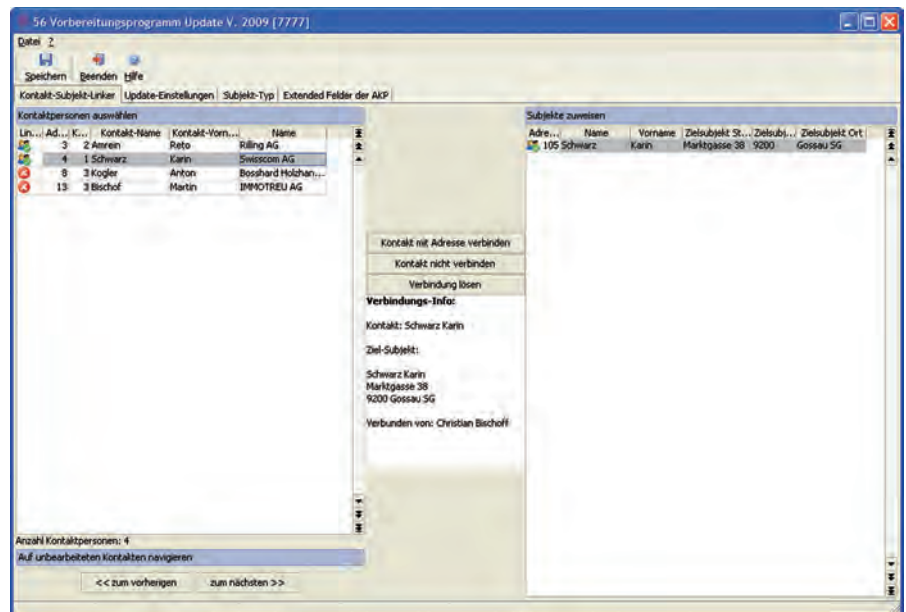 56 Vorbereitungsprogramm Update V. 2009 [7777]
Datei ?
Speichern Beenden Hilfe
Kontakt-Subjekt-Linker Update-Einstellungen Subjekt-Typ Extended Felder der AKP
Kontaktpersonen auswählen
Lin... Ad... K... Kontakt-Name Kontakt-Vorn... Name
3 2 Amrein Reto Rilling AG
4 1 Schwarz Karin Swisscom AG
8 3 Kogler Anton Bosshard Holzhan...
13 3 Bischof Martin IMMOTREU AG
Anzahl Kontaktpersonen: 4
Auf unbearbeiteten Kontakten navigieren
<< zum vorherigen zum nächsten >>
Kontakt mit Adresse verbinden
Kontakt nicht verbinden
Verbindung lösen
Verbindungs-Info:
Kontakt: Schwarz Karin
Ziel-Subjekt:
Schwarz Karin
Marktgasse 38
9200 Gossau SG
Verbunden von: Christian Bischoff
Subjekte zuweisen
Adre... Name Vorname Zielsubjekt St... Zielsubj... Zielsubjekt Ort
105 Schwarz Karin Marktgasse 38 9200 Gossau SG